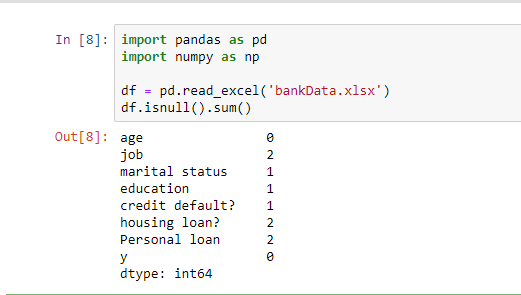 In [8]: import pandas as pd
import numpy as np
df = pd.read_excel('bankData.xlsx')
df.isnull().sum()
Out[8]: age 0
job 2
marital status 1
education 1
credit default? 1
housing loan? 2
Personal loan 2
y 0
dtype: int64